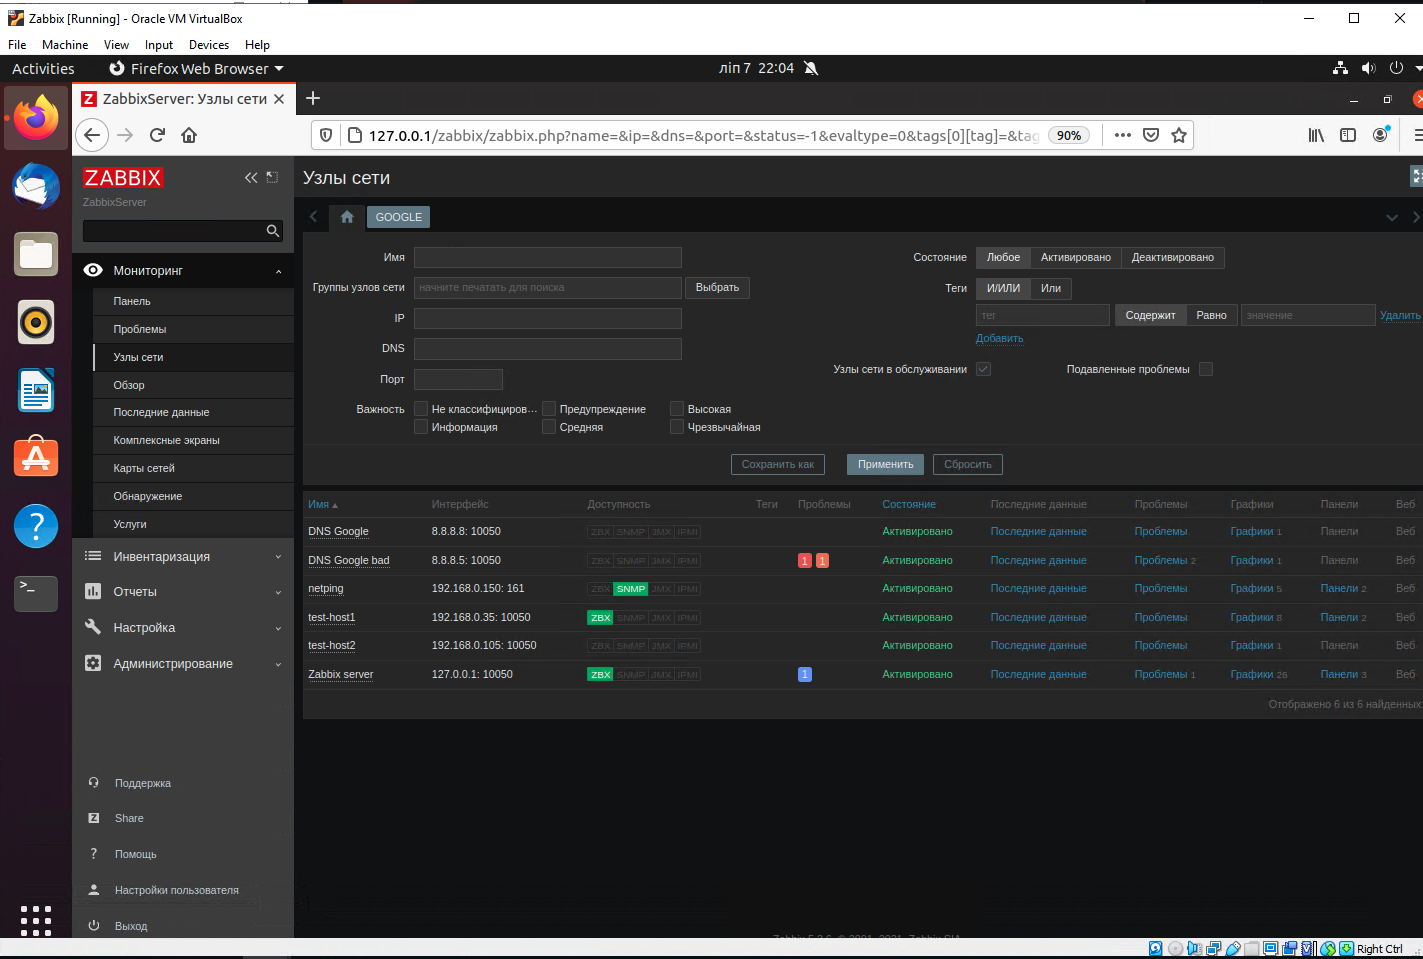 Zabbix [Running] - Oracle VM VirtualBox
File Machine View Input Devices Help
Activities Firefox Web Browser ліп 7 22:04
Z ZabbixServer: Узлы сети
127.0.0.1/zabbix/zabbix.php?name=&ip=&dns=&port=&status=-1&evaltype=0&tags[0][tag]=&tag 90%
ZABBIX
ZabbixServer
Мониторинг
Панель
Проблемы
Узлы сети
Обзор
Последние данные
Комплексные экраны
Карты сетей
Обнаружение
Услуги
Инвентаризация
Отчеты
Настройка
Администрирование
Поддержка
Z Share
? Помощь
Настройки пользователя
Выход
Узлы сети
GOOGLE
Имя
Группы узлов сети начните печатать для поиска Выбрать
IP
DNS
Порт
Важность Не классифициров… Предупреждение Высокая
Информация Средняя Чрезвычайная
Состояние Любое Активировано Деактивировано
Теги И/ИЛИ Или
тег Содержит Равно значение Удалить
Добавить
Узлы сети в обслуживании Подавленные проблемы
Сохранить как Применить Сбросить
Имя Интерфейс Доступность Теги Проблемы Состояние Последние данные Проблемы Графики Панели Веб
DNS Google 8.8.8.8: 10050 ZBX SNMP JMX IPMI Активировано Последние данные Проблемы Графики 1 Панели Веб
DNS Google bad 8.8.8.5: 10050 ZBX SNMP JMX IPMI 1 1 Активировано Последние данные Проблемы 2 Графики 1 Панели Веб
netping 192.168.0.150: 161 ZBX SNMP JMX IPMI Активировано Последние данные Проблемы Графики 5 Панели 2 Веб
test-host1 192.168.0.35: 10050 ZBX SNMP JMX IPMI Активировано Последние данные Проблемы Графики 8 Панели 2 Веб
test-host2 192.168.0.105: 10050 ZBX SNMP JMX IPMI Активировано Последние данные Проблемы Графики 1 Панели Веб
Zabbix server 127.0.0.1: 10050 ZBX SNMP JMX IPMI 1 Активировано Последние данные Проблемы 1 Графики 26 Панели 3 Веб
Отображено 6 из 6 найденных
Right Ctrl